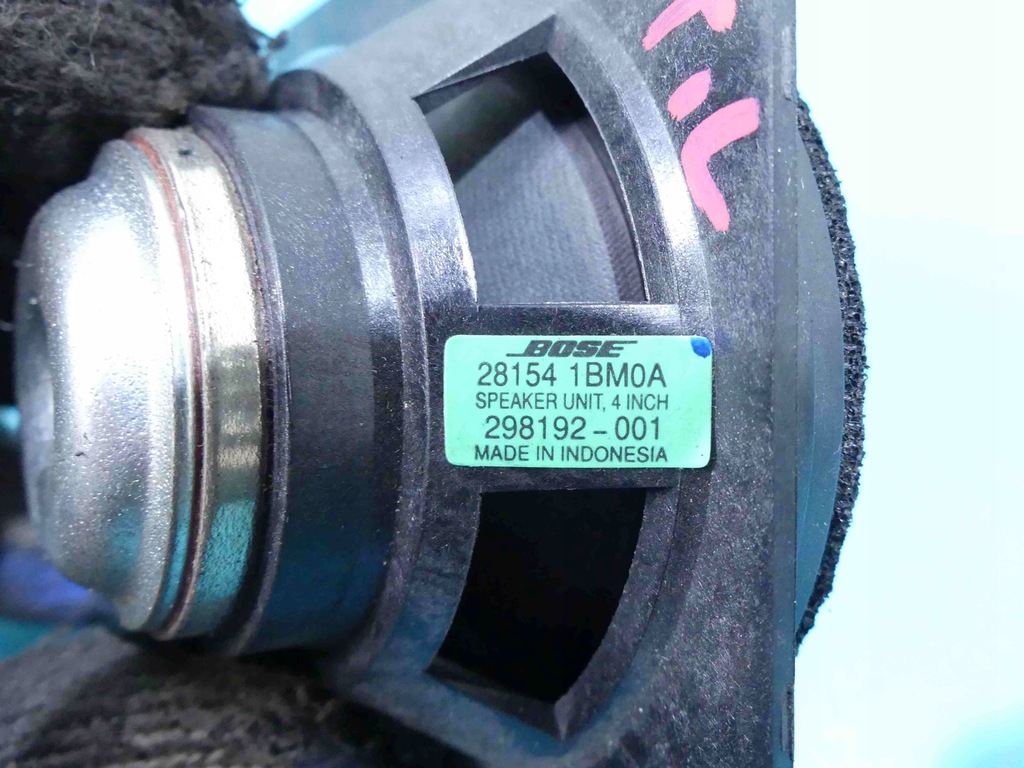 BOSE
28154 1BM0A
SPEAKER UNIT, 4 INCH
298192-001
MADE IN INDONESIA